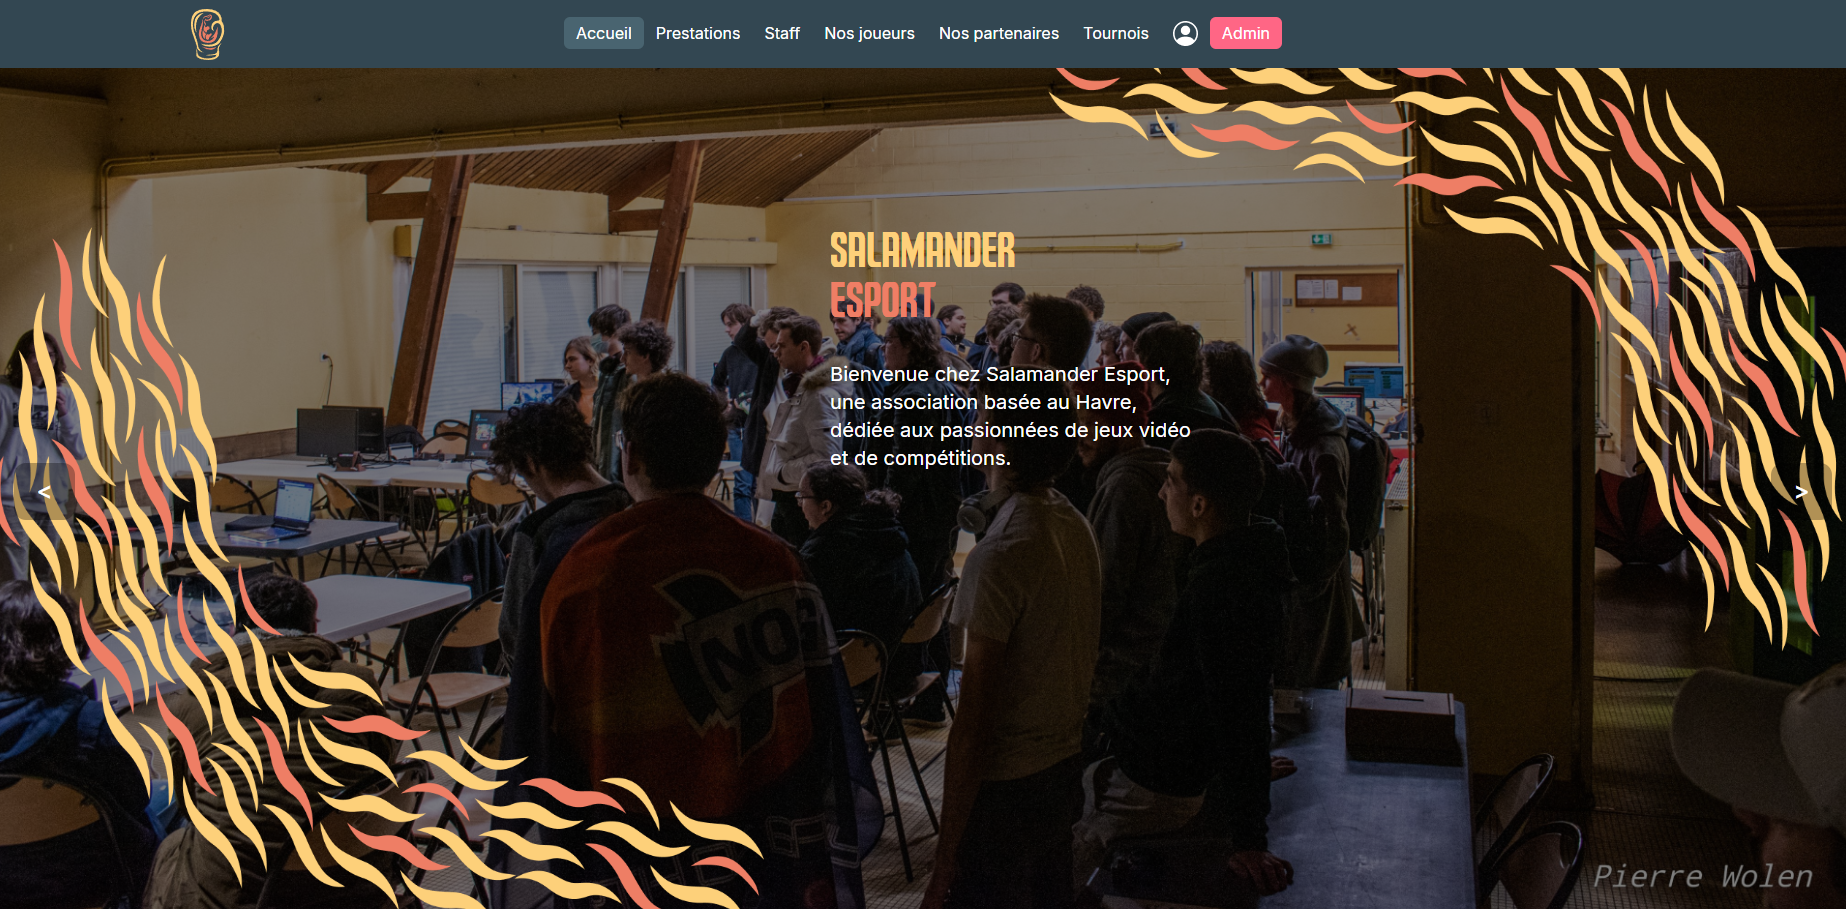 Accueil Prestations Staff Nos joueurs Nos partenaires Tournois Admin
SALAMANDER
ESPORT
Bienvenue chez Salamander Esport,
une association basée au Havre,
dédiée aux passionnées de jeux vidéo
et de compétitions.
< >
NO
Pierre Wolen